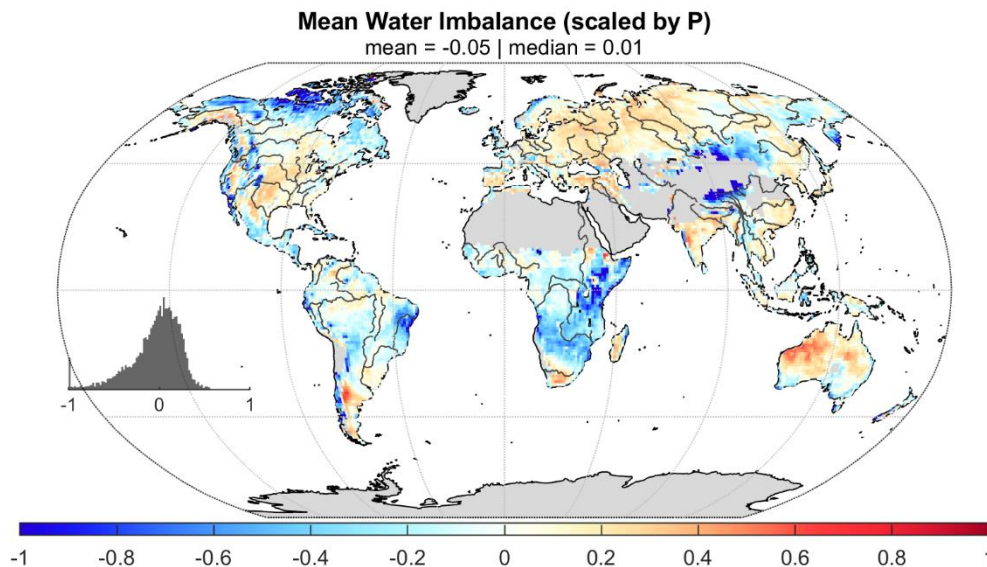 Mean Water Imbalance (scaled by P)
mean = -0.05 | median = 0.01
-1 0 1
-1 -0.8 -0.6 -0.4 -0.2 0 0.2 0.4 0.6 0.8 1